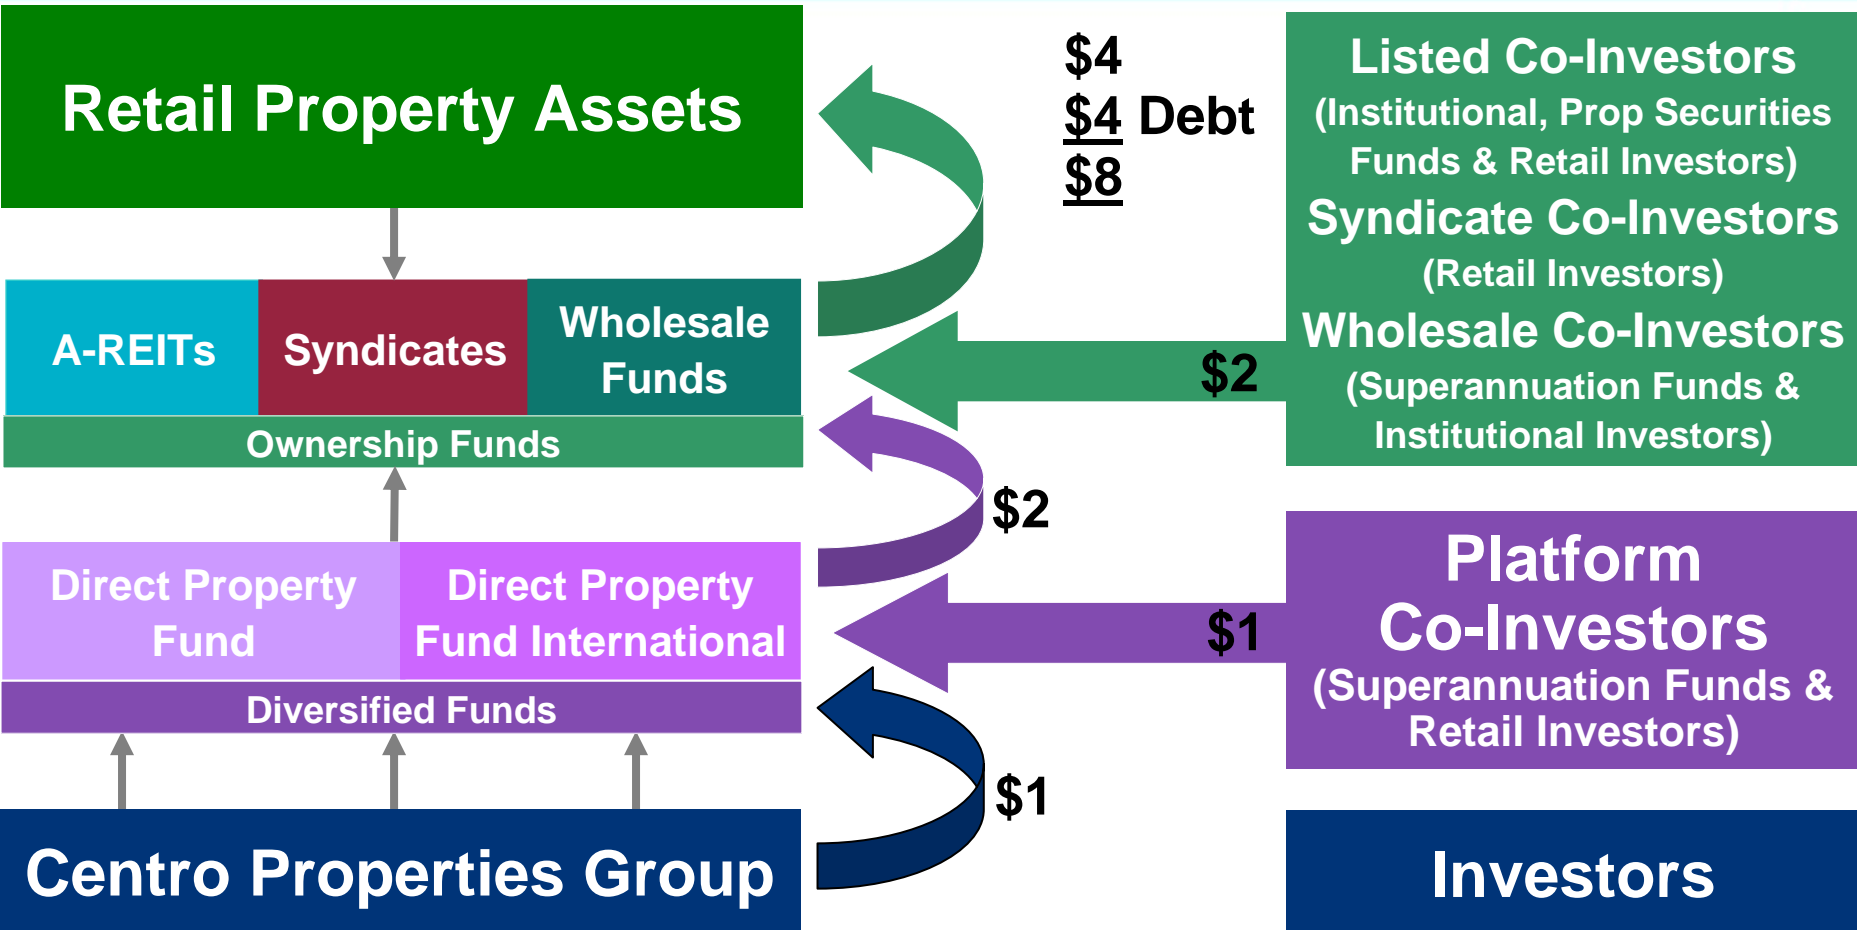 Retail Property Assets
$4
$4 Debt
$8
Listed Co-Investors
(Institutional, Prop Securities
Funds & Retail Investors)
Syndicate Co-Investors
(Retail Investors)
Wholesale Co-Investors
(Superannuation Funds &
Institutional Investors)
A-REITs
Syndicates
Wholesale
Funds
$2
Ownership Funds
$2
Direct Property
Fund
Direct Property
Fund International
$1
Platform
Co-Investors
(Superannuation Funds &
Retail Investors)
Diversified Funds
$1
Centro Properties Group
Investors